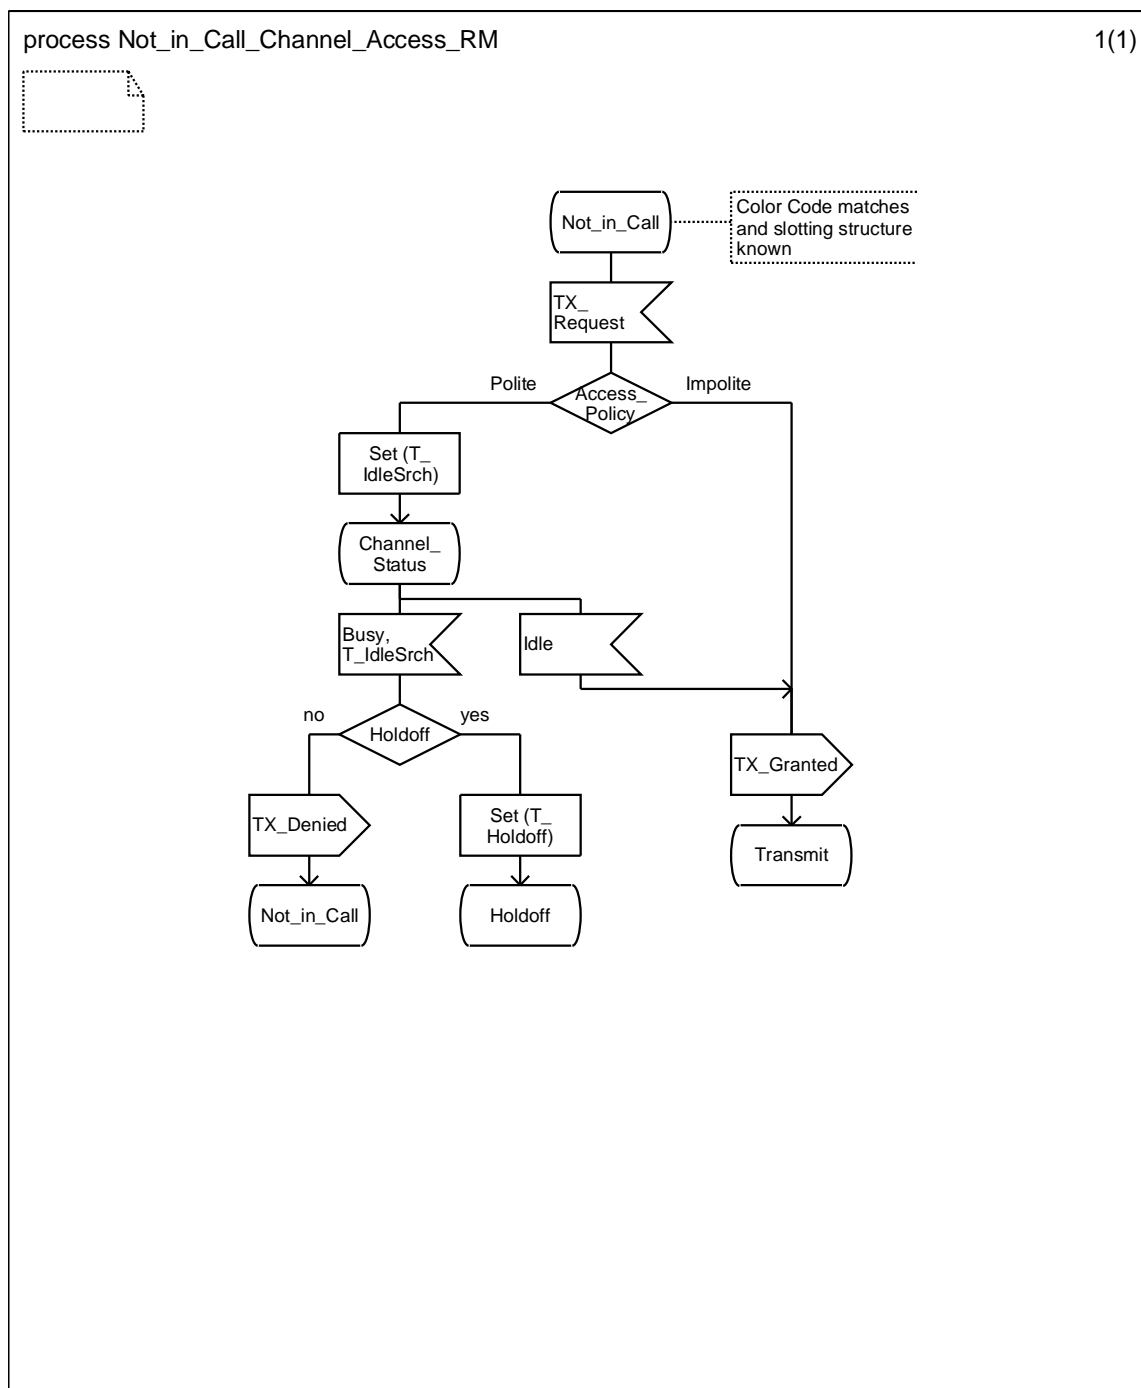 process Not_in_Call_Channel_Access_RM
1(1)
Not_in_Call
Color Code matches
and slotting structure
known
TX_
Request
Polite
Impolite
Access_
Policy
Set (T_
IdleSrch)
Channel_
Status
Busy,
T_IdleSrch
Idle
no
yes
Holdoff
TX_Granted
TX_Denied
Set (T_
Holdoff)
Transmit
Not_in_Call
Holdoff